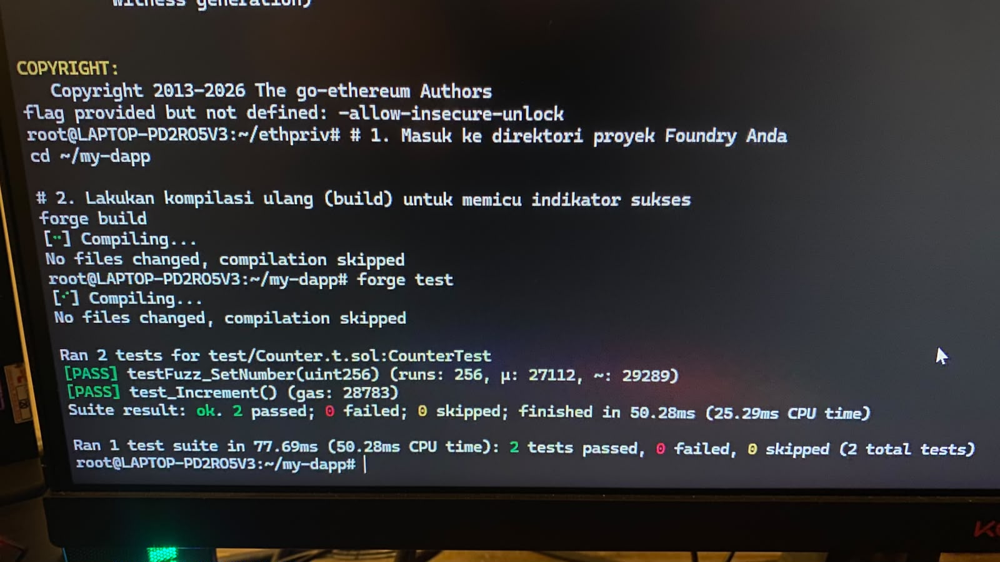 witness generation)
COPYRIGHT:
Copyright 2013-2026 The go-ethereum Authors
flag provided but not defined: -allow-insecure-unlock
root@LAPTOP-PD2RO5V3:~/ethpriv# # 1. Masuk ke direktori proyek Foundry Anda
cd ~/my-dapp
# 2. Lakukan kompilasi ulang (build) untuk memicu indikator sukses
forge build
[⠒] Compiling...
No files changed, compilation skipped
root@LAPTOP-PD2RO5V3:~/my-dapp# forge test
[⠊] Compiling...
No files changed, compilation skipped
Ran 2 tests for test/Counter.t.sol:CounterTest
[PASS] testFuzz_SetNumber(uint256) (runs: 256, μ: 27112, ~: 29289)
[PASS] test_Increment() (gas: 28783)
Suite result: ok. 2 passed; 0 failed; 0 skipped; finished in 50.28ms (25.29ms CPU time)
Ran 1 test suite in 77.69ms (50.28ms CPU time): 2 tests passed, 0 failed, 0 skipped (2 total tests)
root@LAPTOP-PD2RO5V3:~/my-dapp#